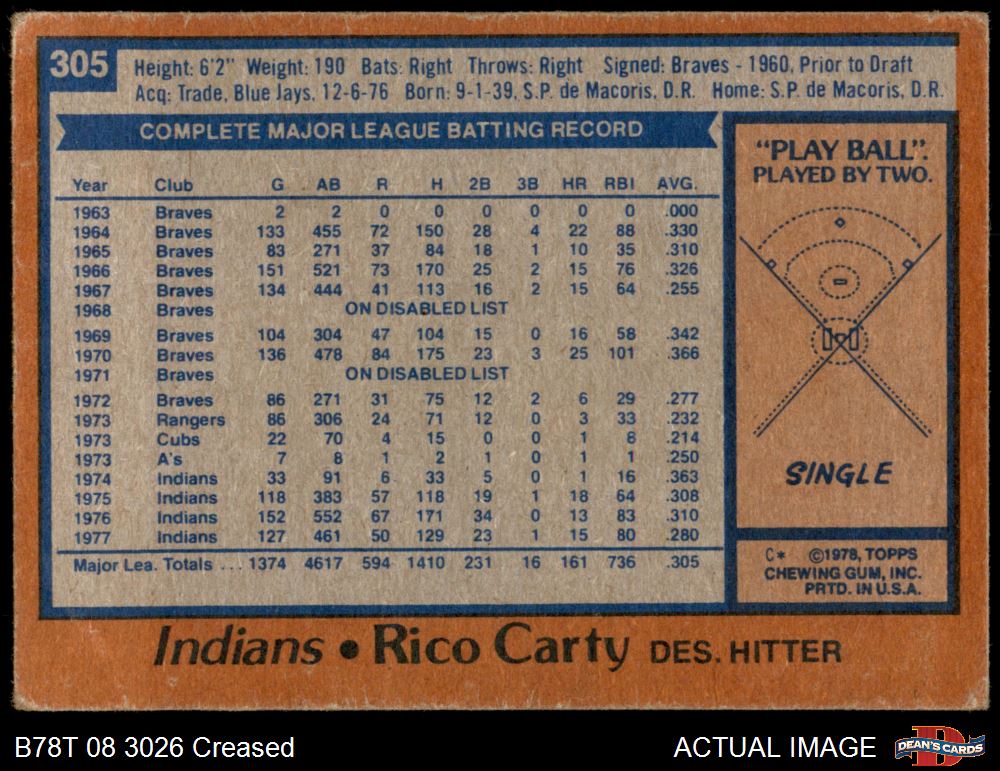 305
Height: 6'2" Weight: 190 Bats: Right Throws: Right Signed: Braves - 1960, Prior to Draft
Acq: Trade, Blue Jays, 12-6-76 Born: 9-1-39, S.P. de Macoris, D.R. Home: S.P. de Macoris, D.R.
COMPLETE MAJOR LEAGUE BATTING RECORD
Year Club G AB R H 2B 3B HR RBI AVG.
1963 Braves 2 2 0 0 0 0 0 0 .000
1964 Braves 133 455 72 150 28 4 22 88 .330
1965 Braves 83 271 37 84 18 1 10 35 .310
1966 Braves 151 521 73 170 25 2 15 76 .326
1967 Braves 134 444 41 113 16 2 15 64 .255
1968 Braves ON DISABLED LIST
1969 Braves 104 304 47 104 15 0 16 58 .342
1970 Braves 136 478 84 175 23 3 25 101 .366
1971 Braves ON DISABLED LIST
1972 Braves 86 271 31 75 12 2 6 29 .277
1973 Rangers 86 306 24 71 12 0 3 33 .232
1973 Cubs 22 70 4 15 0 0 1 8 .214
1973 A's 7 8 1 2 1 0 1 1 .250
1974 Indians 33 91 6 33 5 0 1 16 .363
1975 Indians 118 383 57 118 19 1 18 64 .308
1976 Indians 152 552 67 171 34 0 13 83 .310
1977 Indians 127 461 50 129 23 1 15 80 .280
Major Lea. Totals ... 1374 4617 594 1410 231 16 161 736 .305
"PLAY BALL".
PLAYED BY TWO.
SINGLE
C* ©1978, TOPPS
CHEWING GUM, INC.
PRTD. IN U.S.A.
Indians • Rico Carty DES. HITTER
B78T 08 3026 Creased
ACTUAL IMAGE
D
DEAN'S CARDS